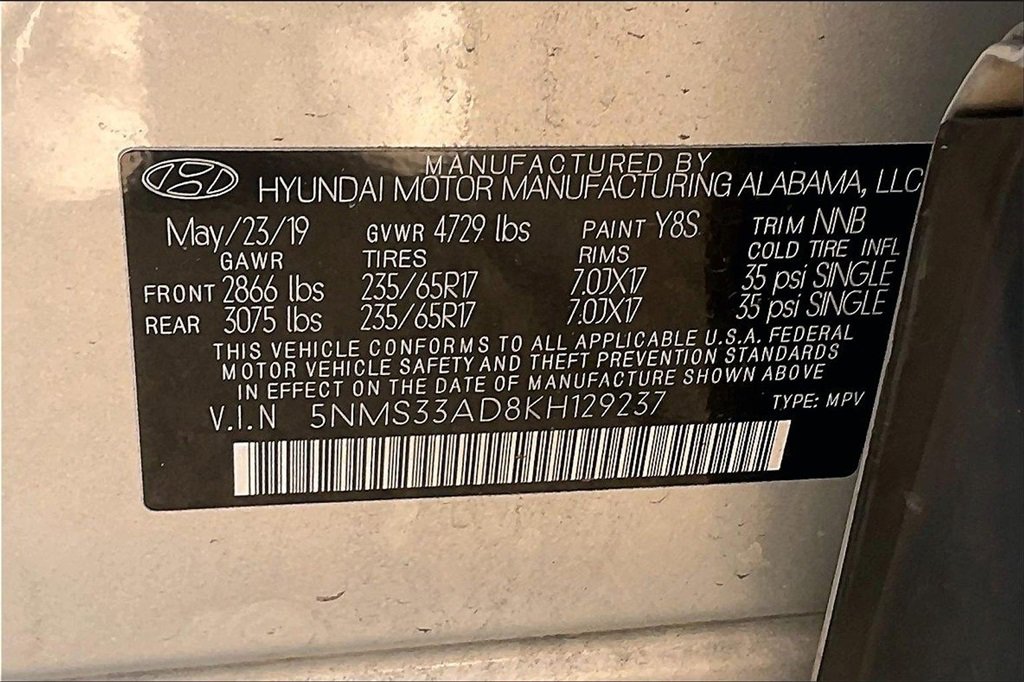 MANUFACTURED BY
HYUNDAI MOTOR MANUFACTURING ALABAMA, LLC
May/23/19 GVWR 4729 lbs PAINT Y8S TRIM NNB
GAWR TIRES RIMS COLD TIRE INFL
FRONT 2866 lbs 235/65R17 7.0JX17 35 psi SINGLE
REAR 3075 lbs 235/65R17 7.0JX17 35 psi SINGLE
THIS VEHICLE CONFORMS TO ALL APPLICABLE U.S.A. FEDERAL
MOTOR VEHICLE SAFETY AND THEFT PREVENTION STANDARDS
IN EFFECT ON THE DATE OF MANUFACTURE SHOWN ABOVE
V.I.N 5NMS33AD8KH129237 TYPE: MPV